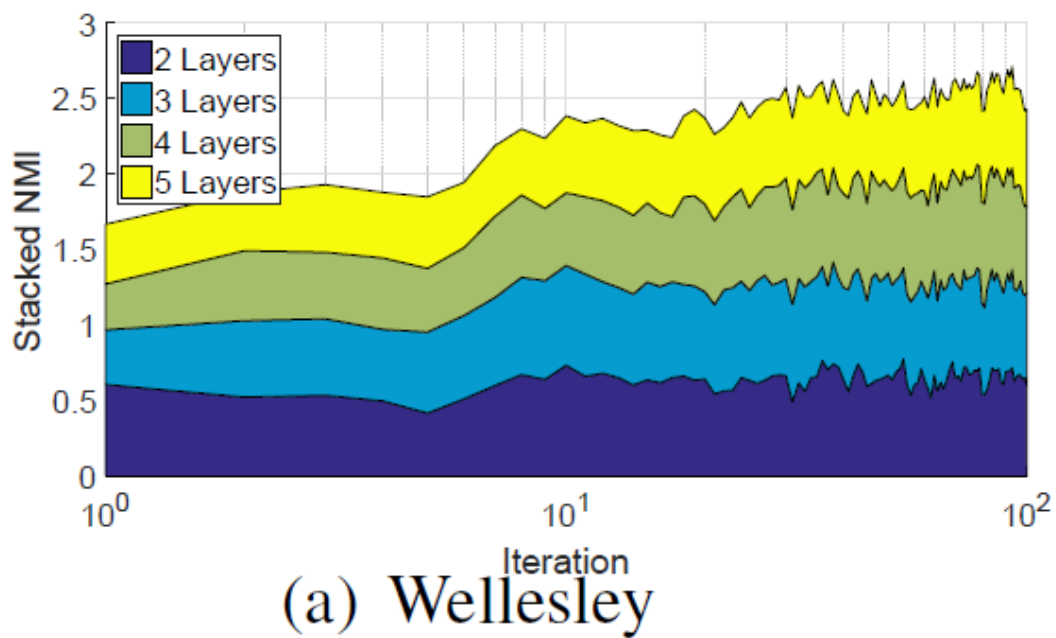 3
2.5
2
1.5
1
0.5
0
Stacked NMI
2 Layers
3 Layers
4 Layers
5 Layers
10^0
10^1
10^2
Iteration
(a) Wellesley